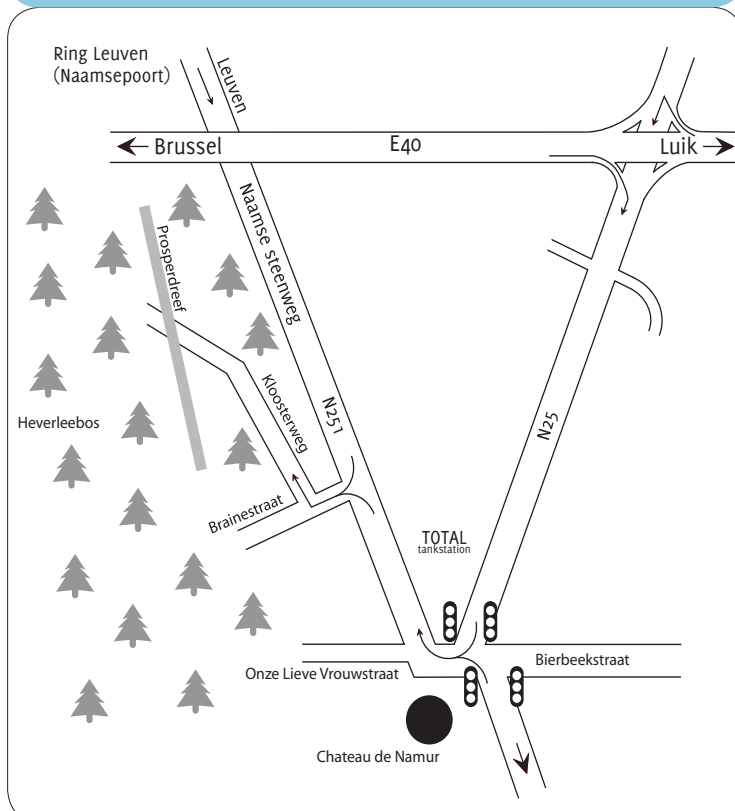 Ring Leuven
(Naamsepoort)
Leuven
Brussel
E40
Luik
Prosperdreef
Naamse steenweg
Kloosterweg
N251
N25
Heverleebos
Brainestraat
TOTAL
tankstation
Onze Lieve Vrouwstraat
Bierbeekstraat
Chateau de Namur